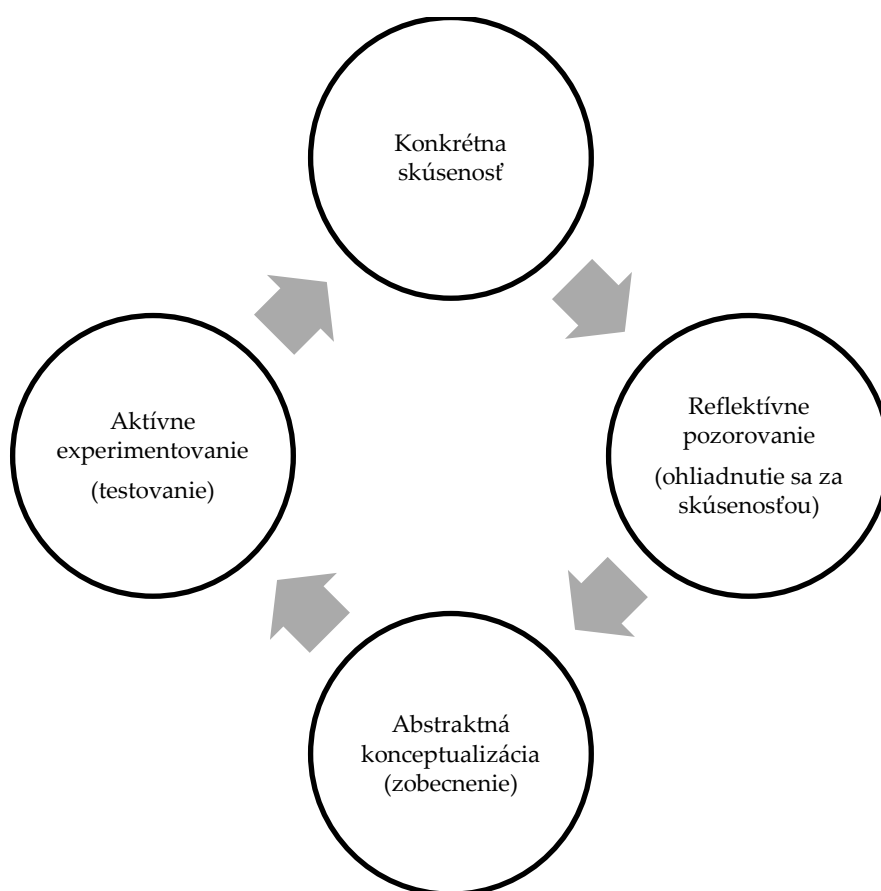 Konkrétna
skúsenosť
Reflektívne
pozorovanie
(ohliadnutie sa za
skúsenosťou)
Abstraktná
konceptualizácia
(zobecnenie)
Aktívne
experimentovanie
(testovanie)